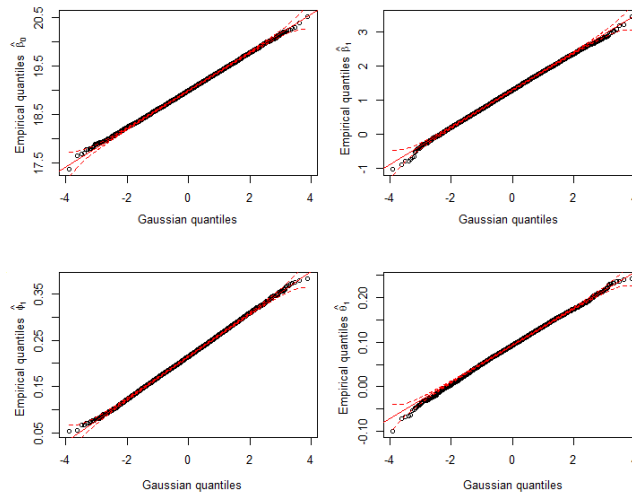 Empirical quantiles β̂₀
17.5 18.5 19.5 20.5
-4 -2 0 2 4
Gaussian quantiles
Empirical quantiles β̂₁
-1 0 1 2 3
-4 -2 0 2 4
Gaussian quantiles
Empirical quantiles ϕ̂₁
0.05 0.15 0.25 0.35
-4 -2 0 2 4
Gaussian quantiles
Empirical quantiles θ̂₁
-0.10 0.00 0.10 0.20
-4 -2 0 2 4
Gaussian quantiles